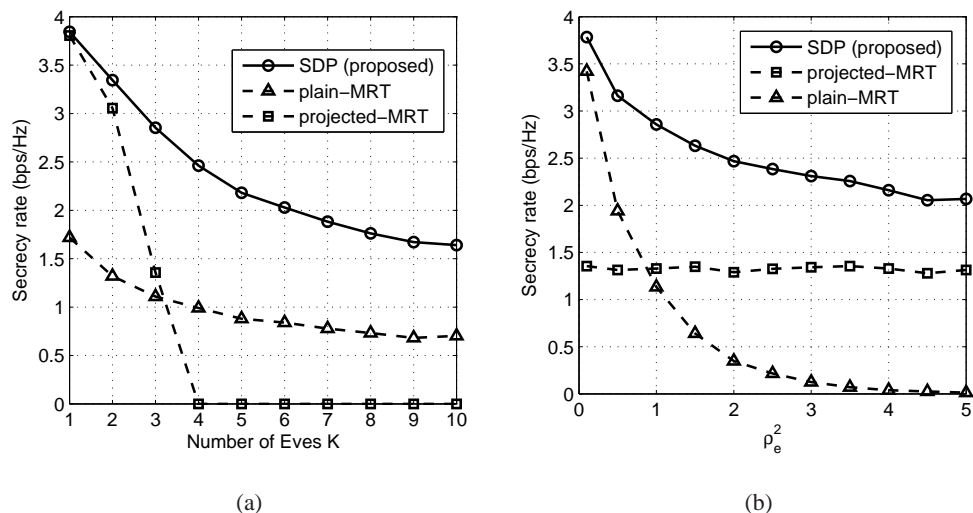 4
3.5
3
2.5
2
1.5
1
0.5
0
Secrecy rate (bps/Hz)
SDP (proposed)
plain−MRT
projected−MRT
1 2 3 4 5 6 7 8 9 10
Number of Eves K
(a)
4
3.5
3
2.5
2
1.5
1
0.5
0
Secrecy rate (bps/Hz)
SDP (proposed)
projected−MRT
plain−MRT
0 1 2 3 4 5
ρ_e^2
(b)